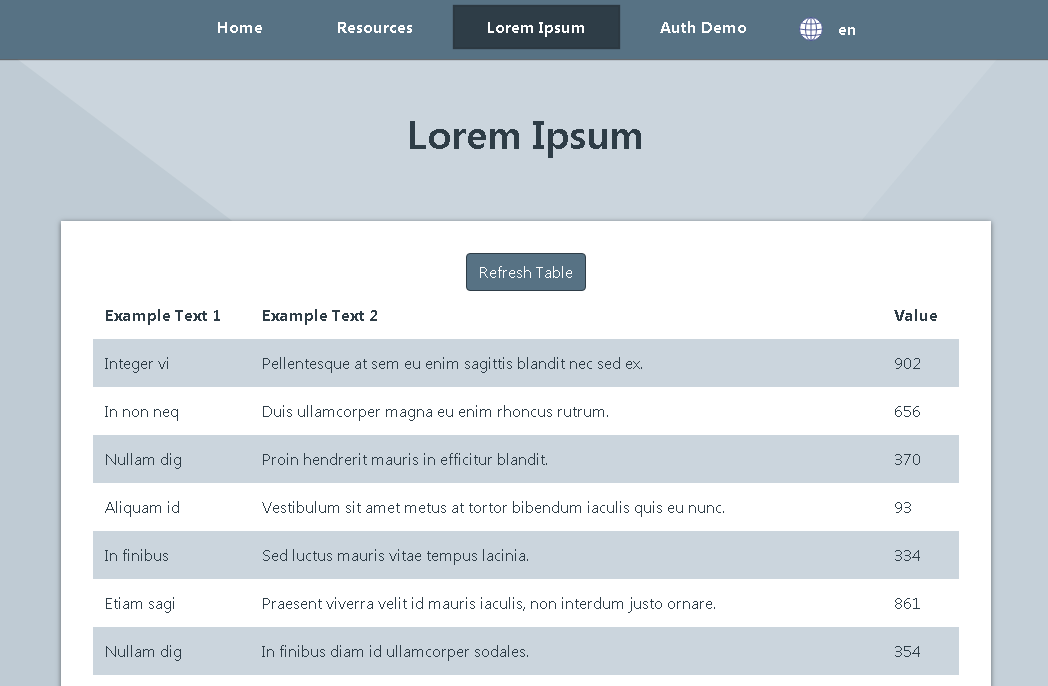 Home Resources Lorem Ipsum Auth Demo en
Lorem Ipsum
Refresh Table
Example Text 1 Example Text 2 Value
Integer vi Pellentesque at sem eu enim sagittis blandit nec sed ex. 902
In non neq Duis ullamcorper magna eu enim rhoncus rutrum. 656
Nullam dig Proin hendrerit mauris in efficitur blandit. 370
Aliquam id Vestibulum sit amet metus at tortor bibendum iaculis quis eu nunc. 93
In finibus Sed luctus mauris vitae tempus lacinia. 334
Etiam sagi Praesent viverra velit id mauris iaculis, non interdum justo ornare. 861
Nullam dig In finibus diam id ullamcorper sodales. 354